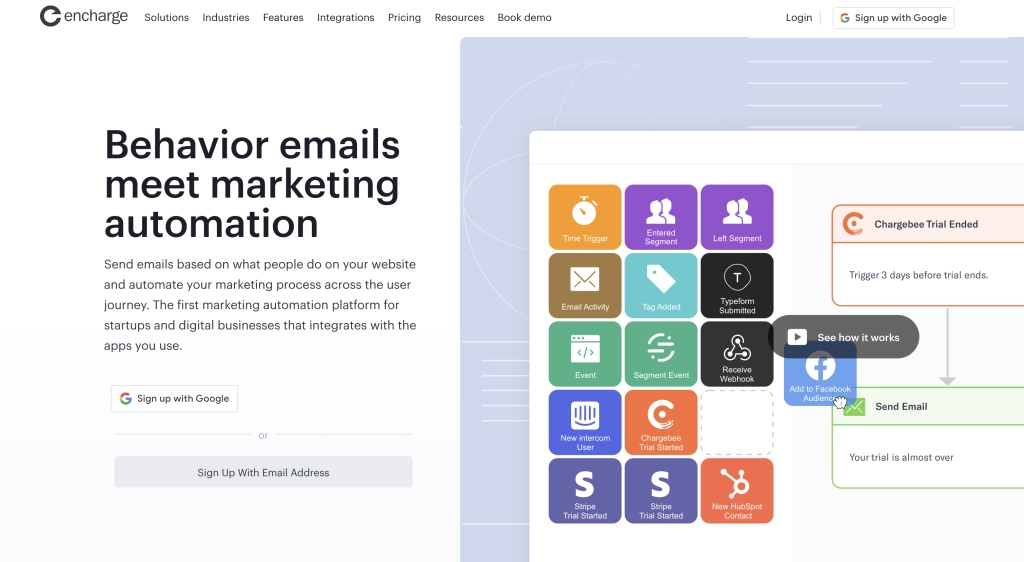 encharge
Solutions
Industries
Features
Integrations
Pricing
Resources
Book demo
Login
Sign up with Google
Behavior emails
meet marketing
automation
Send emails based on what people do on your website
and automate your marketing process across the user
journey. The first marketing automation platform for
startups and digital businesses that integrates with the
apps you use.
Sign up with Google
or
Sign Up With Email Address
Time Trigger
Entered
Segment
Left Segment
Email Activity
Tag Added
T
Typeform
Submitted
Event
Segment Event
Receive
Webhook
New intercom
User
Chargebee
Trial Started
S
Stripe
Trial Started
S
Stripe
Trial Started
New HubSpot
Contact
Chargebee Trial Ended
Trigger 3 days before trial ends.
See how it works
Add to Facebook
Send Email
Your trial is almost over